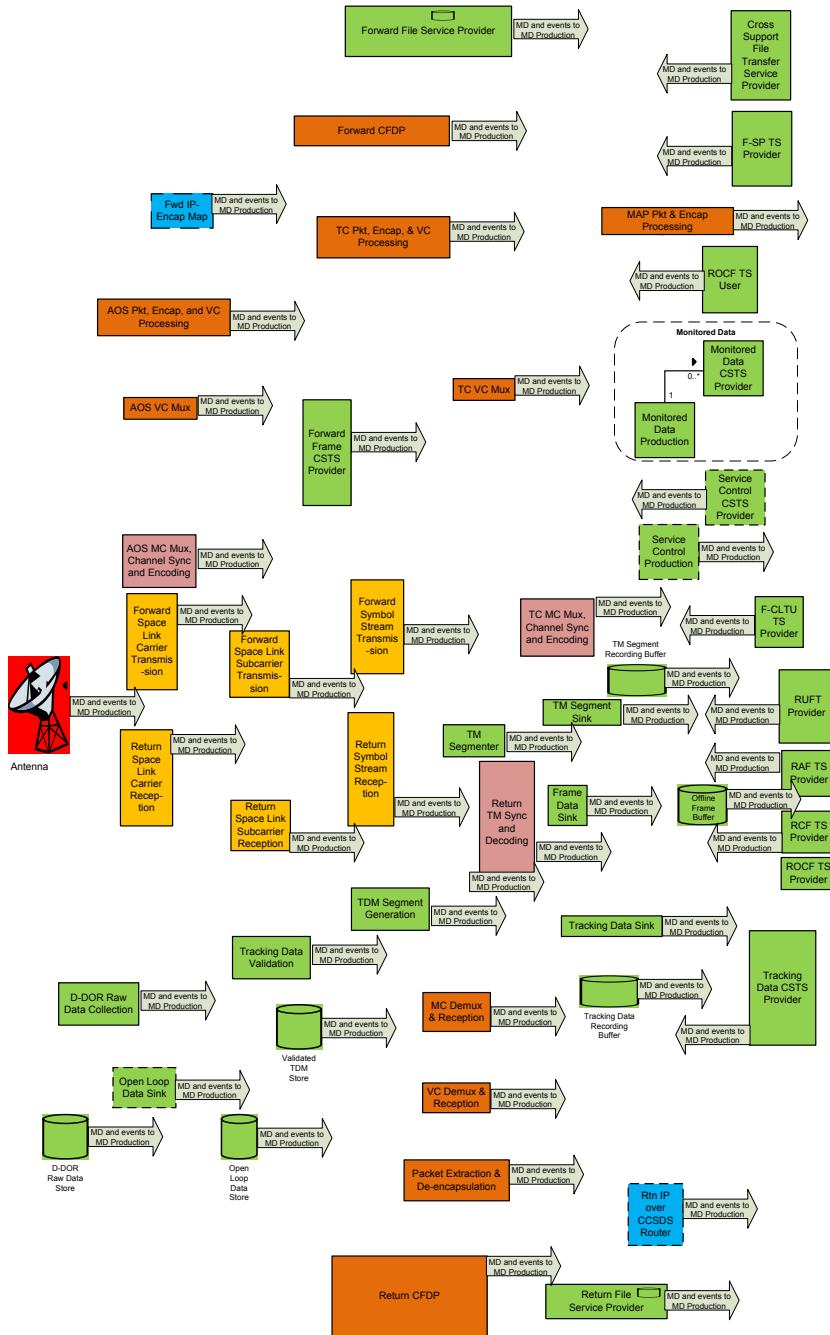 Forward File Service Provider
MD and events to
MD Production
Cross
Support
File
Transfer
Service
Provider
MD and events to
MD Production
Forward CFDP
MD and events to
MD Production
F-SP TS
Provider
MD and events to
MD Production
Fwd IP-
Encap Map
MD and events to
MD Production
TC Pkt, Encap, & VC
Processing
MD and events to
MD Production
MAP Pkt & Encap
Processing
MD and events to
MD Production
ROCF TS
User
MD and events to
MD Production
AOS Pkt, Encap, and VC
Processing
MD and events to
MD Production
Monitored Data
Monitored
Data
CSTS
Provider
0..*
1
Monitored
Data
Production
AOS VC Mux
MD and events to
MD Production
TC VC Mux
MD and events to
MD Production
Forward
Frame
CSTS
Provider
MD and events to
MD Production
Service
Control
CSTS
Provider
MD and events to
MD Production
Service
Control
Production
MD and events to
MD Production
AOS MC Mux,
Channel Sync
and Encoding
MD and events to
MD Production
Forward
Space
Link
Carrier
Transmis
-sion
MD and events to
MD Production
Forward
Space Link
Subcarrier
Transmis-
sion
MD and events to
MD Production
Forward
Symbol
Stream
Transmis
-sion
MD and events to
MD Production
TC MC Mux,
Channel Sync
and Encoding
MD and events to
MD Production
F-CLTU
TS
Provider
MD and events to
MD Production
TM Segment
Recording Buffer
MD and events to
MD Production
Antenna
MD and events to
MD Production
TM Segment
Sink
MD and events to
MD Production
RUFT
Provider
MD and events to
MD Production
TM
Segmenter
MD and events to
MD Production
Return
Space
Link
Carrier
Recep-
tion
MD and events to
MD Production
Return
Symbol
Stream
Recep-
tion
MD and events to
MD Production
RAF TS
Provider
MD and events to
MD Production
Return
TM Sync
and
Decoding
MD and events to
MD Production
MD and events to
MD Production
Frame
Data
Sink
MD and events to
MD Production
Offline
Frame
Buffer
MD and events to
MD Production
RCF TS
Provider
MD and events to
MD Production
Return
Space Link
Subcarrier
Reception
MD and events to
MD Production
ROCF TS
Provider
TDM Segment
Generation
MD and events to
MD Production
Tracking Data Sink
MD and events to
MD Production
Tracking Data
Validation
MD and events to
MD Production
Tracking
Data CSTS
Provider
MD and events to
MD Production
D-DOR Raw
Data Collection
MD and events to
MD Production
Validated
TDM
Store
MD and events to
MD Production
MC Demux
& Reception
MD and events to
MD Production
Tracking Data
Recording
Buffer
MD and events to
MD Production
Open Loop
Data Sink
MD and events to
MD Production
VC Demux &
Reception
MD and events to
MD Production
D-DOR
Raw Data
Store
MD and events to
MD Production
Open
Loop
Data
Store
MD and events to
MD Production
Packet Extraction &
De-encapsulation
MD and events to
MD Production
Rtn IP
over
CCSDS
Router
MD and events to
MD Production
Return CFDP
MD and events to
MD Production
Return File
Service Provider
MD and events to
MD Production